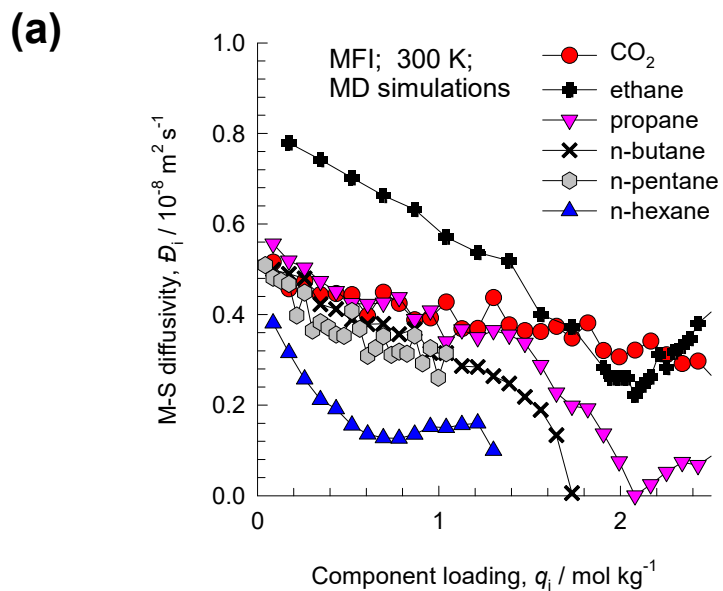 (a)
MFI; 300 K;
MD simulations
CO2
ethane
propane
n-butane
n-pentane
n-hexane
M-S diffusivity, Đi / 10-8 m2 s-1
1.0
0.8
0.6
0.4
0.2
0.0
0
1
2
Component loading, qi / mol kg-1